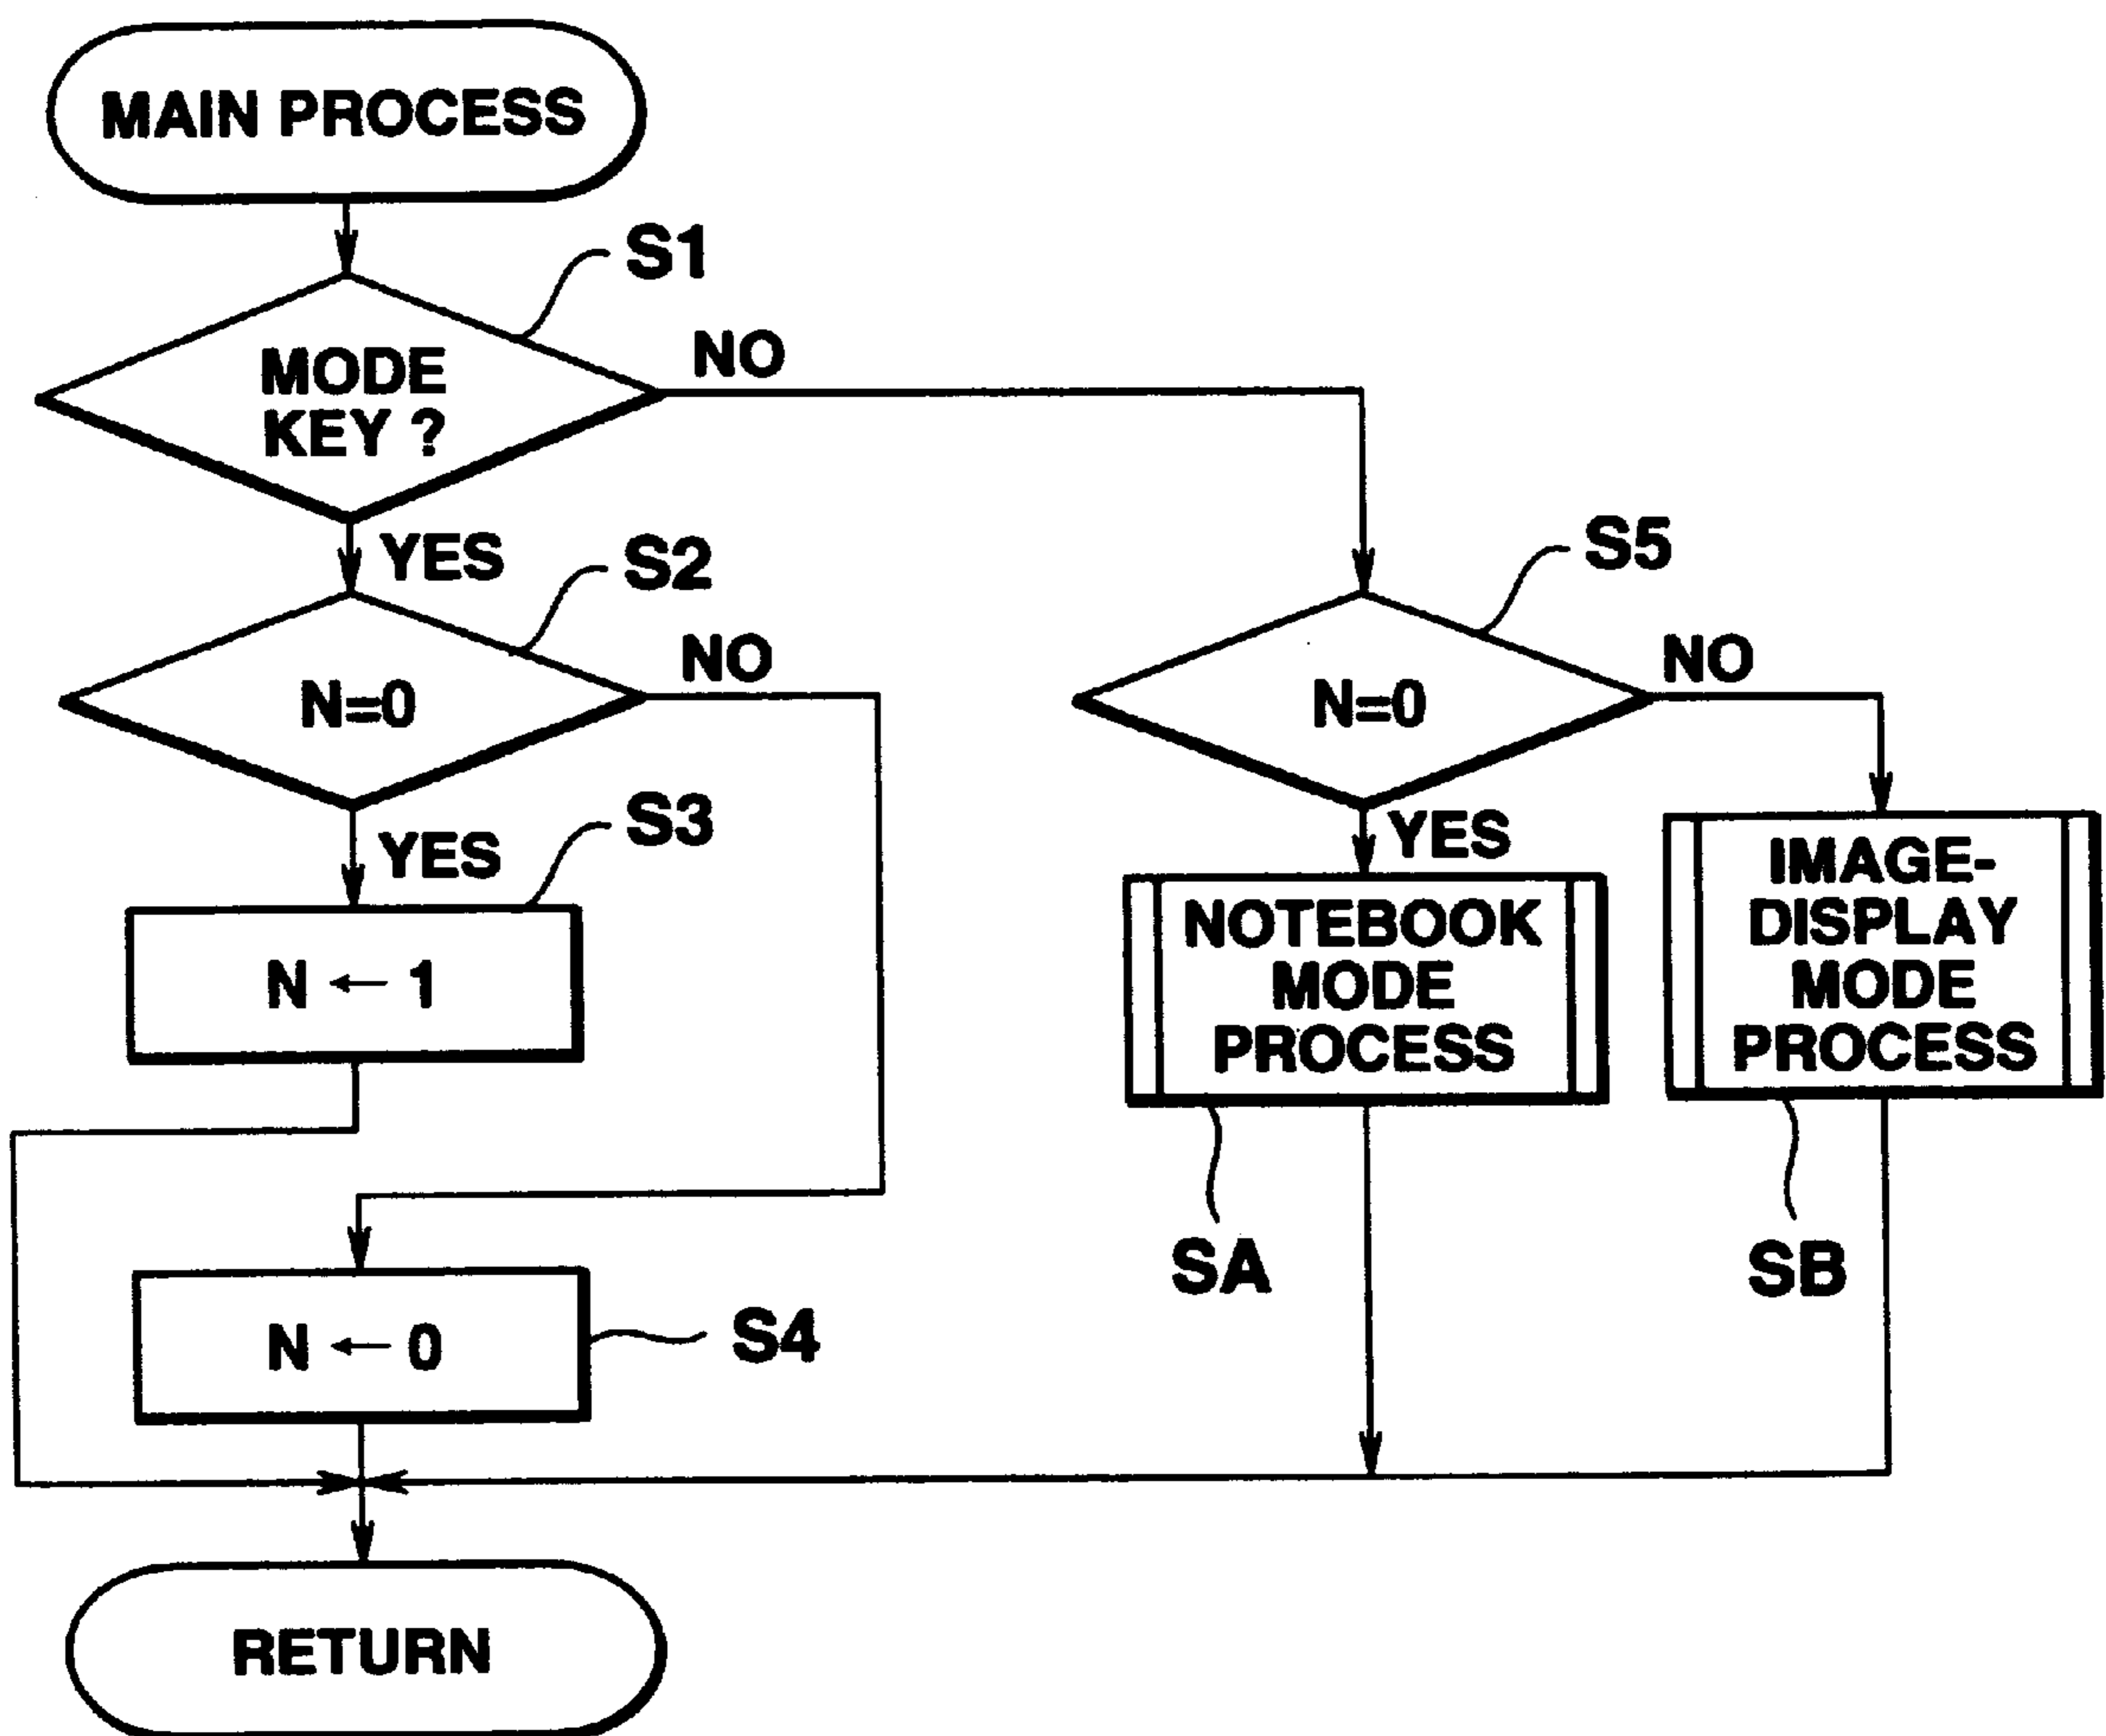 MAIN PROCESS
S1
MODE
KEY ?
NO
YES
S2
N=0
NO
YES
S3
N ← 1
N ← 0
S4
S5
N=0
NO
YES
NOTEBOOK
MODE
PROCESS
SA
IMAGE-
DISPLAY
MODE
PROCESS
SB
RETURN